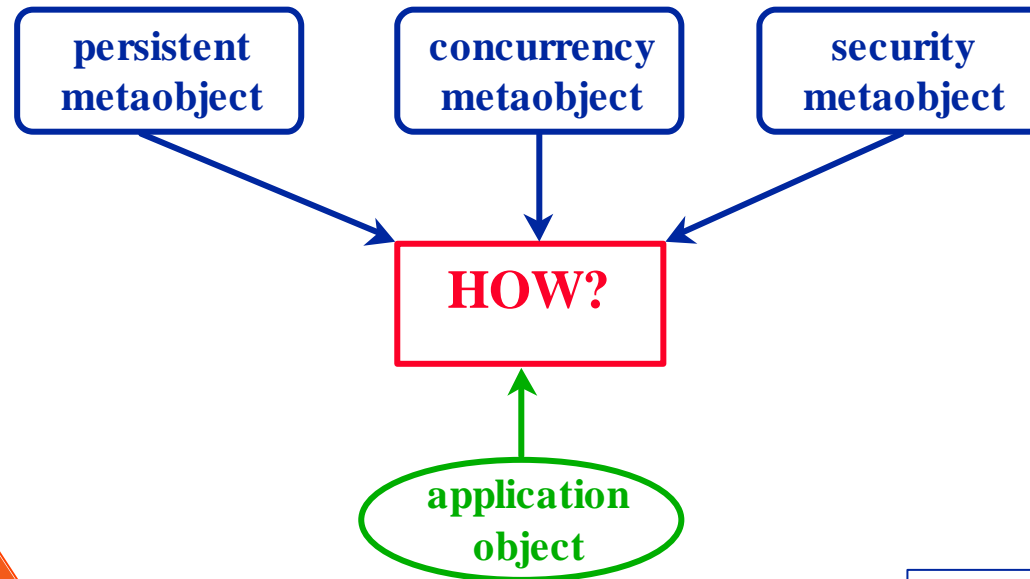 persistent
metaobject
concurrency
metaobject
security
metaobject
HOW?
application
object